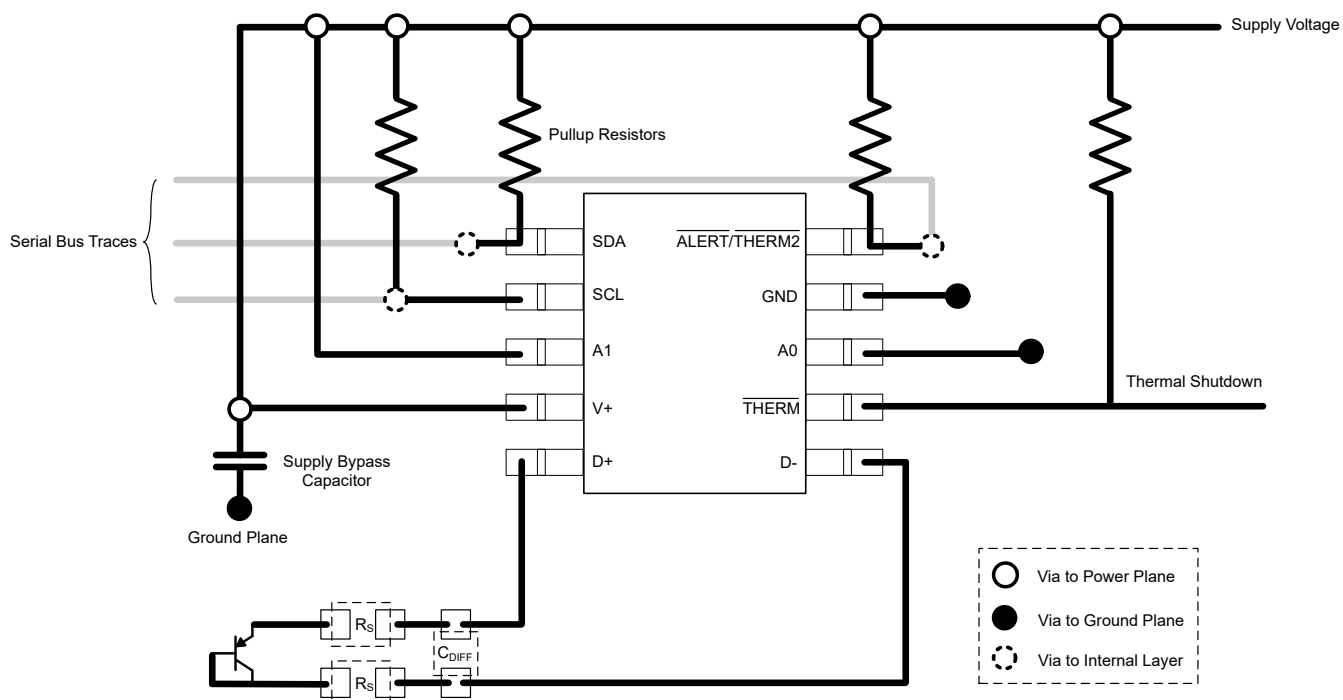 Supply Voltage
Pullup Resistors
Serial Bus Traces
SDA
ALERT/THERM2
SCL
GND
A1
A0
Thermal Shutdown
V+
THERM
D+
D-
Supply Bypass
Capacitor
Ground Plane
Via to Power Plane
Via to Ground Plane
Via to Internal Layer
RS
CDIFF
RS